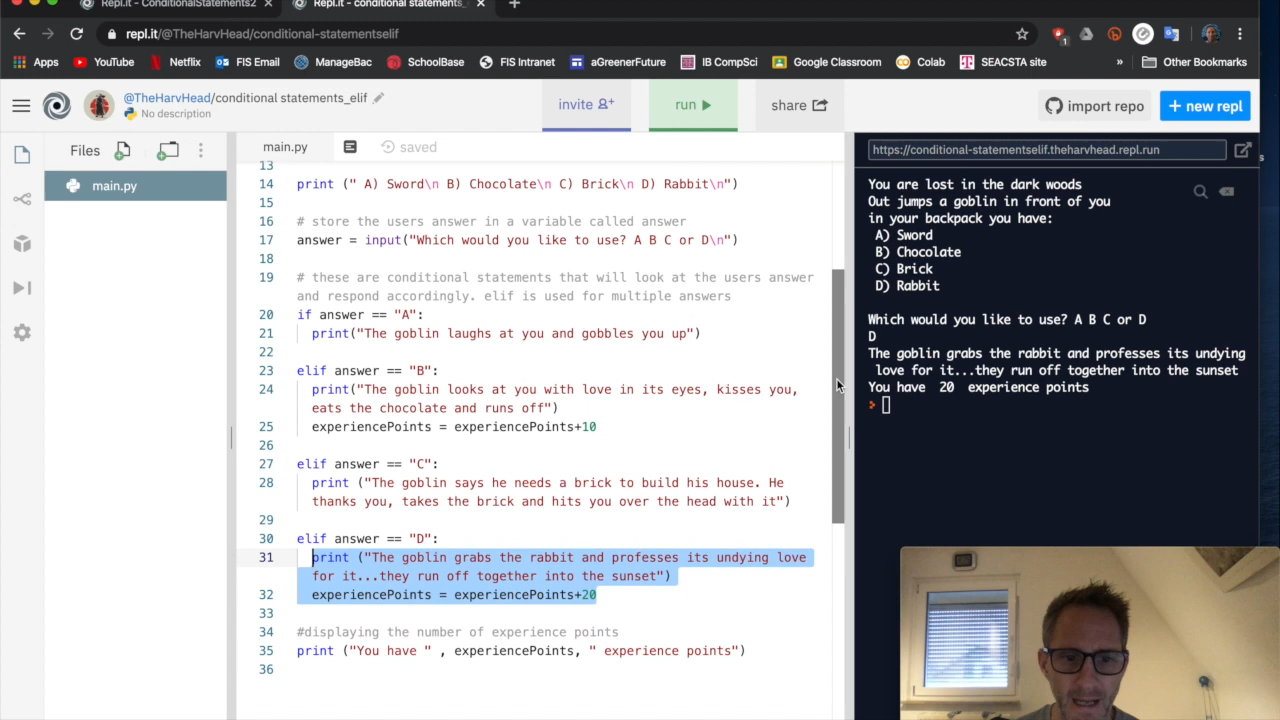 Repl.it - ConditionalStatements2
Repl.it - conditional statements_
repl.it/@TheHarvHead/conditional-statementselif
1
Apps YouTube Netflix FIS Email ManageBac SchoolBase FIS Intranet aGreenerFuture IB CompSci Google Classroom Colab SEACSTA site » Other Bookmarks
@TheHarvHead/conditional statements_elif
No description
invite run share import repo + new repl
Files
main.py
main.py saved
13
14 print (" A) Sword\n B) Chocolate\n C) Brick\n D) Rabbit\n")
15
16 # store the users answer in a variable called answer
17 answer = input("Which would you like to use? A B C or D\n")
18
19 # these are conditional statements that will look at the users answer
and respond accordingly. elif is used for multiple answers
20 if answer == "A":
21 print("The goblin laughs at you and gobbles you up")
22
23 elif answer == "B":
24 print("The goblin looks at you with love in its eyes, kisses you,
eats the chocolate and runs off")
25 experiencePoints = experiencePoints+10
26
27 elif answer == "C":
28 print ("The goblin says he needs a brick to build his house. He
thanks you, takes the brick and hits you over the head with it")
29
30 elif answer == "D":
31 print ("The goblin grabs the rabbit and professes its undying love
for it...they run off together into the sunset")
32 experiencePoints = experiencePoints+20
33
34 #displaying the number of experience points
35 print ("You have " , experiencePoints, " experience points")
36
https://conditional-statementself.theharvhead.repl.run
You are lost in the dark woods
Out jumps a goblin in front of you
in your backpack you have:
A) Sword
B) Chocolate
C) Brick
D) Rabbit
Which would you like to use? A B C or D
D
The goblin grabs the rabbit and professes its undying
love for it...they run off together into the sunset
You have 20 experience points